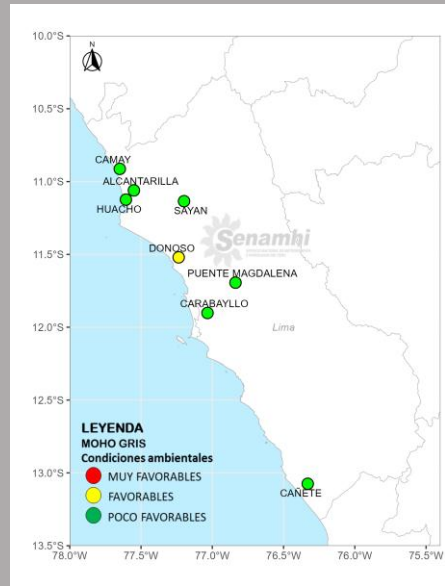 10.0°S
N
10.5°S
CAMAY
11.0°S
ALCANTARILLA
HUACHO
SAYAN
Senamhi
DONOSO
11.5°S
PUENTE MAGDALENA
CARABAYLLO
12.0°S
Lima
12.5°S
LEYENDA
MOHO GRIS
Condiciones ambientales
MUY FAVORABLES
13.0°S
FAVORABLES
CAÑETE
POCO FAVORABLES
13.5°S
78.0°W 77.5°W 77.0°W 76.5°W 76.0°W 75.5°W